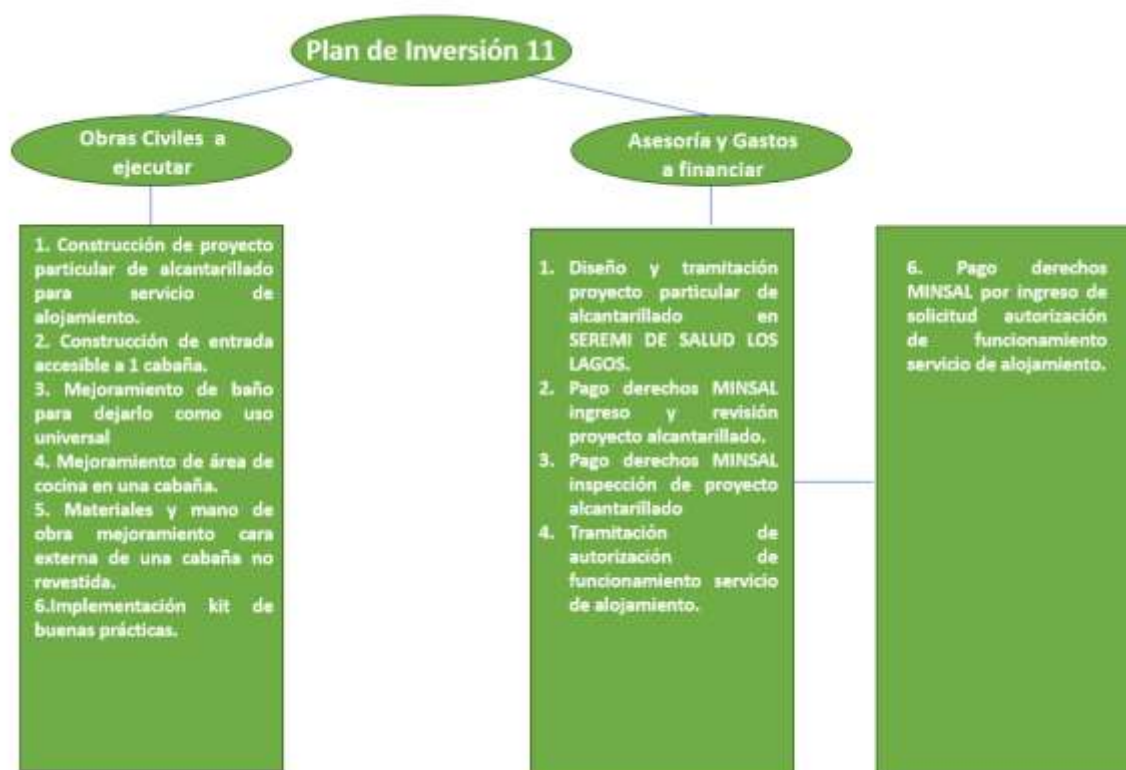 Plan de Inversión 11
Obras Civiles a
ejecutar
Asesoría y Gastos
a financiar
1. Construcción de proyecto
particular de alcantarillado
para servicio de
alojamiento.
2. Construcción de entrada
accesible a 1 cabaña.
3. Mejoramiento de baño
para dejarlo como uso
universal
4. Mejoramiento de área de
cocina en una cabaña.
5. Materiales y mano de
obra mejoramiento cara
externa de una cabaña no
revestida.
6.Implementación kit de
buenas prácticas.
1. Diseño y tramitación
proyecto particular de
alcantarillado en
SEREMI DE SALUD LOS
LAGOS.
2. Pago derechos MINSAL
ingreso y revisión
proyecto alcantarillado.
3. Pago derechos MINSAL
inspección de proyecto
alcantarillado
4. Tramitación de
autorización de
funcionamiento servicio
de alojamiento.
6. Pago derechos
MINSAL por ingreso de
solicitud autorización
de funcionamiento
servicio de alojamiento.